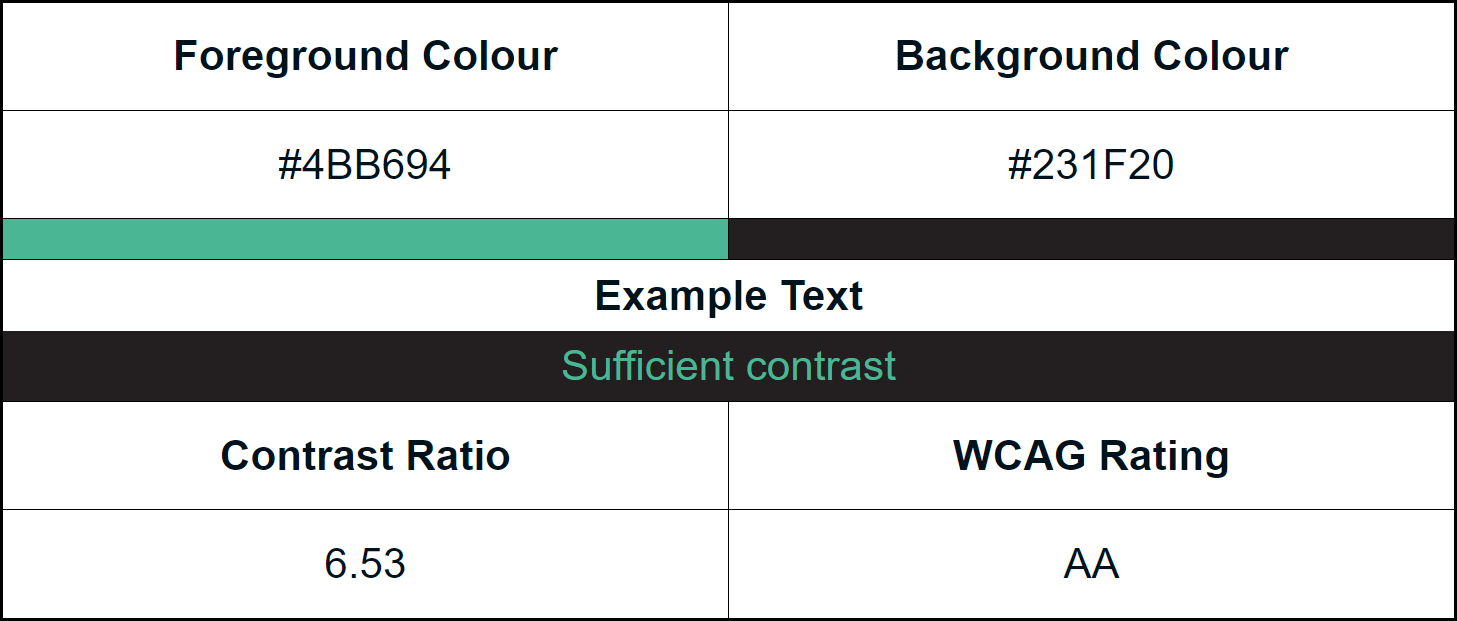 Foreground Colour Background Colour
#4BB694 #231F20
Example Text
Sufficient contrast
Contrast Ratio WCAG Rating
6.53 AA